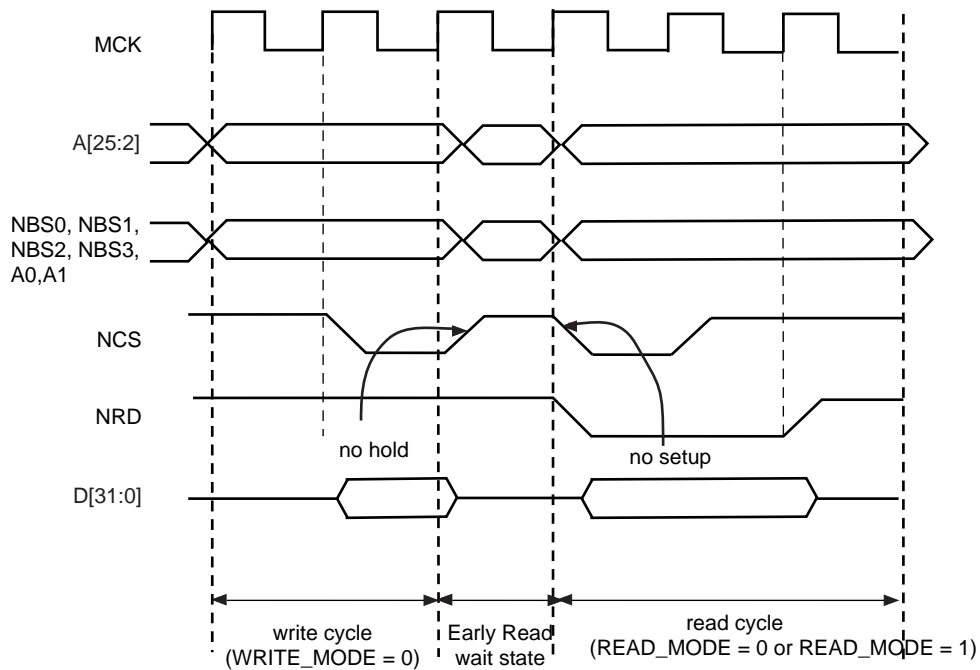 MCK
A[25:2]
NBS0, NBS1,
NBS2, NBS3,
A0,A1
NCS
NRD
no hold
no setup
D[31:0]
write cycle
(WRITE_MODE = 0)
Early Read
wait state
read cycle
(READ_MODE = 0 or READ_MODE = 1)